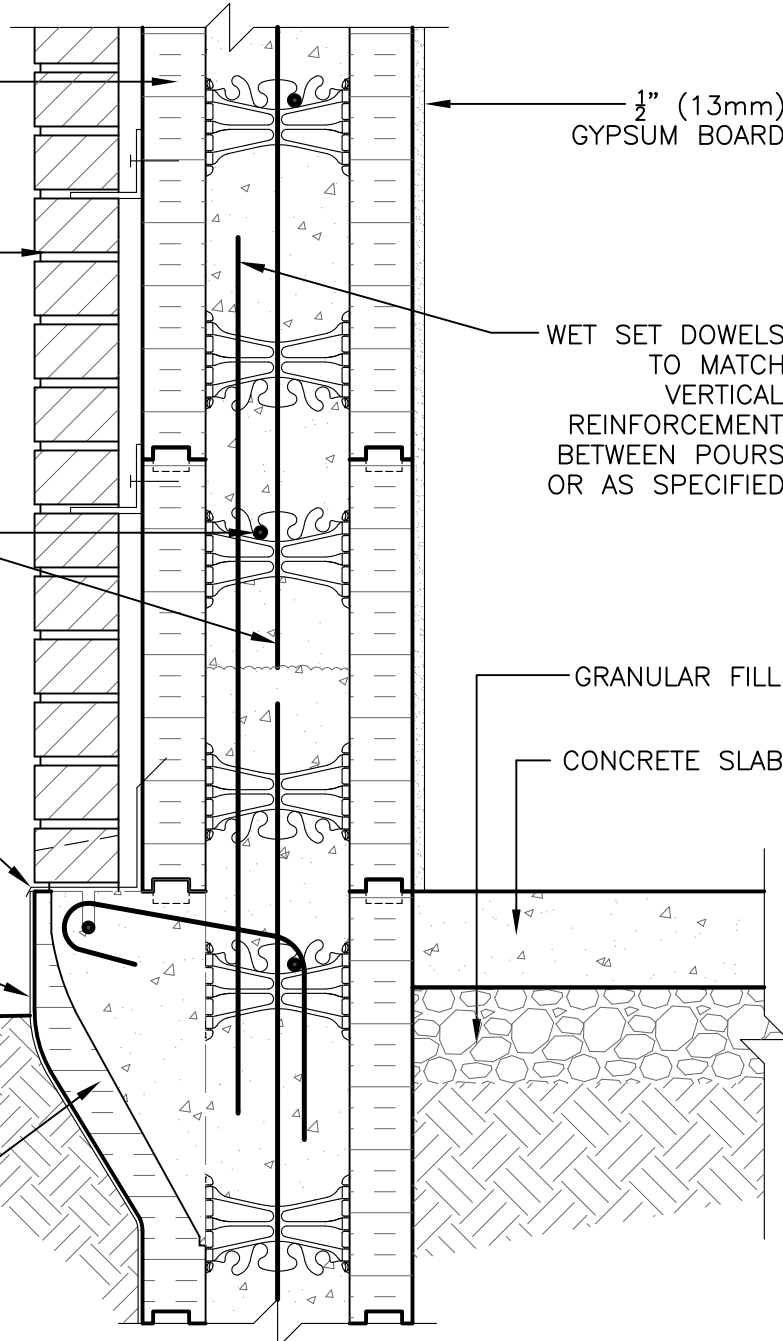 ½” (13mm)
GYPSUM BOARD
WET SET DOWELS
TO MATCH
VERTICAL
REINFORCEMENT
BETWEEN POURS
OR AS SPECIFIED
GRANULAR FILL
CONCRETE SLAB